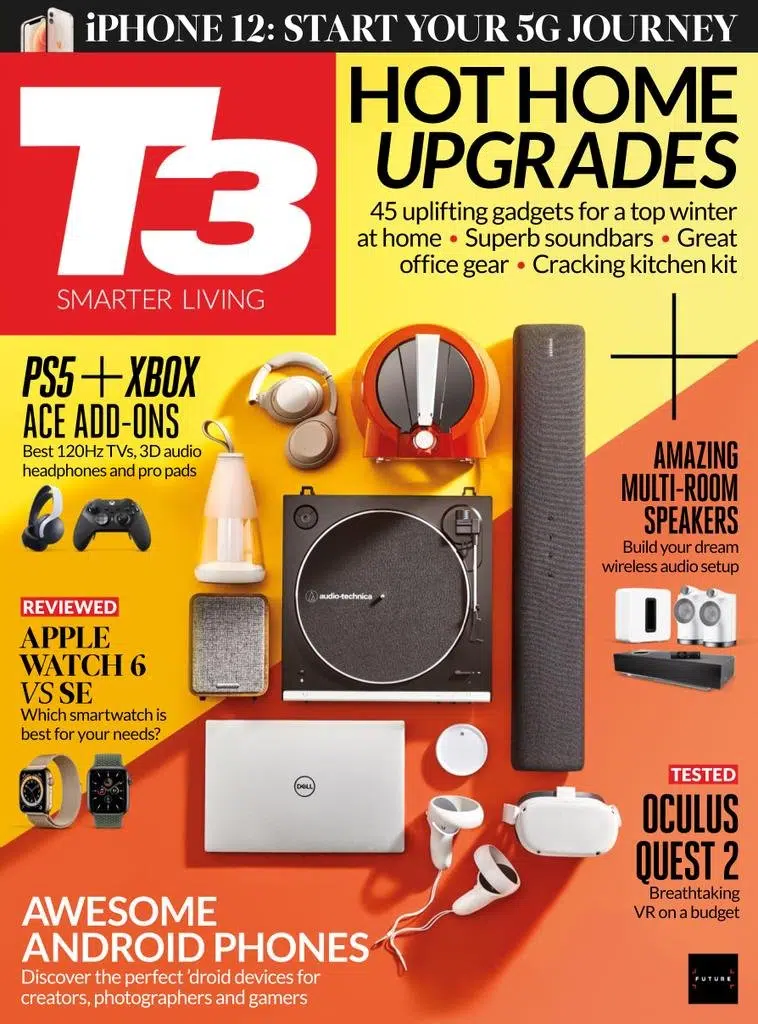 iPHONE 12: START YOUR 5G JOURNEY
T3
SMARTER LIVING
HOT HOME
UPGRADES
45 uplifting gadgets for a top winter
at home • Superb soundbars • Great
office gear • Cracking kitchen kit
PS5+XBOX
ACE ADD-ONS
Best 120Hz TVs, 3D audio
headphones and pro pads
AMAZING
MULTI-ROOM
SPEAKERS
Build your dream
wireless audio setup
audio-technica
REVIEWED
APPLE
WATCH 6
VS SE
Which smartwatch is
best for your needs?
DELL
TESTED
OCULUS
QUEST 2
Breathtaking
VR on a budget
AWESOME
ANDROID PHONES
Discover the perfect ’droid devices for
creators, photographers and gamers
FUTURE